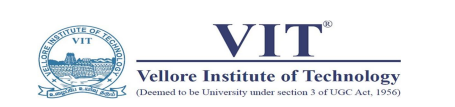 VELLORE INSTITUTE OF TECHNOLOGY
VIT
VIT®
Vellore Institute of Technology
(Deemed to be University under section 3 of UGC Act, 1956)